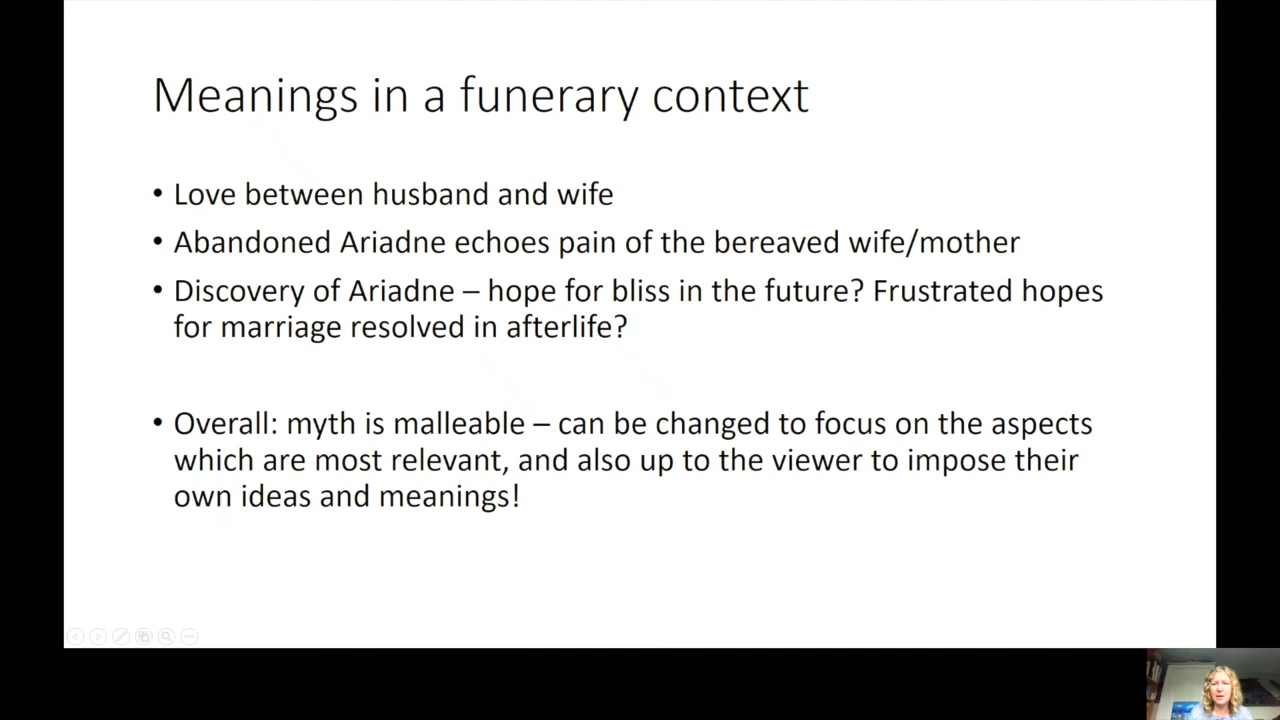 Meanings in a funerary context
• Love between husband and wife
• Abandoned Ariadne echoes pain of the bereaved wife/mother
• Discovery of Ariadne – hope for bliss in the future? Frustrated hopes
for marriage resolved in afterlife?
• Overall: myth is malleable – can be changed to focus on the aspects
which are most relevant, and also up to the viewer to impose their
own ideas and meanings!